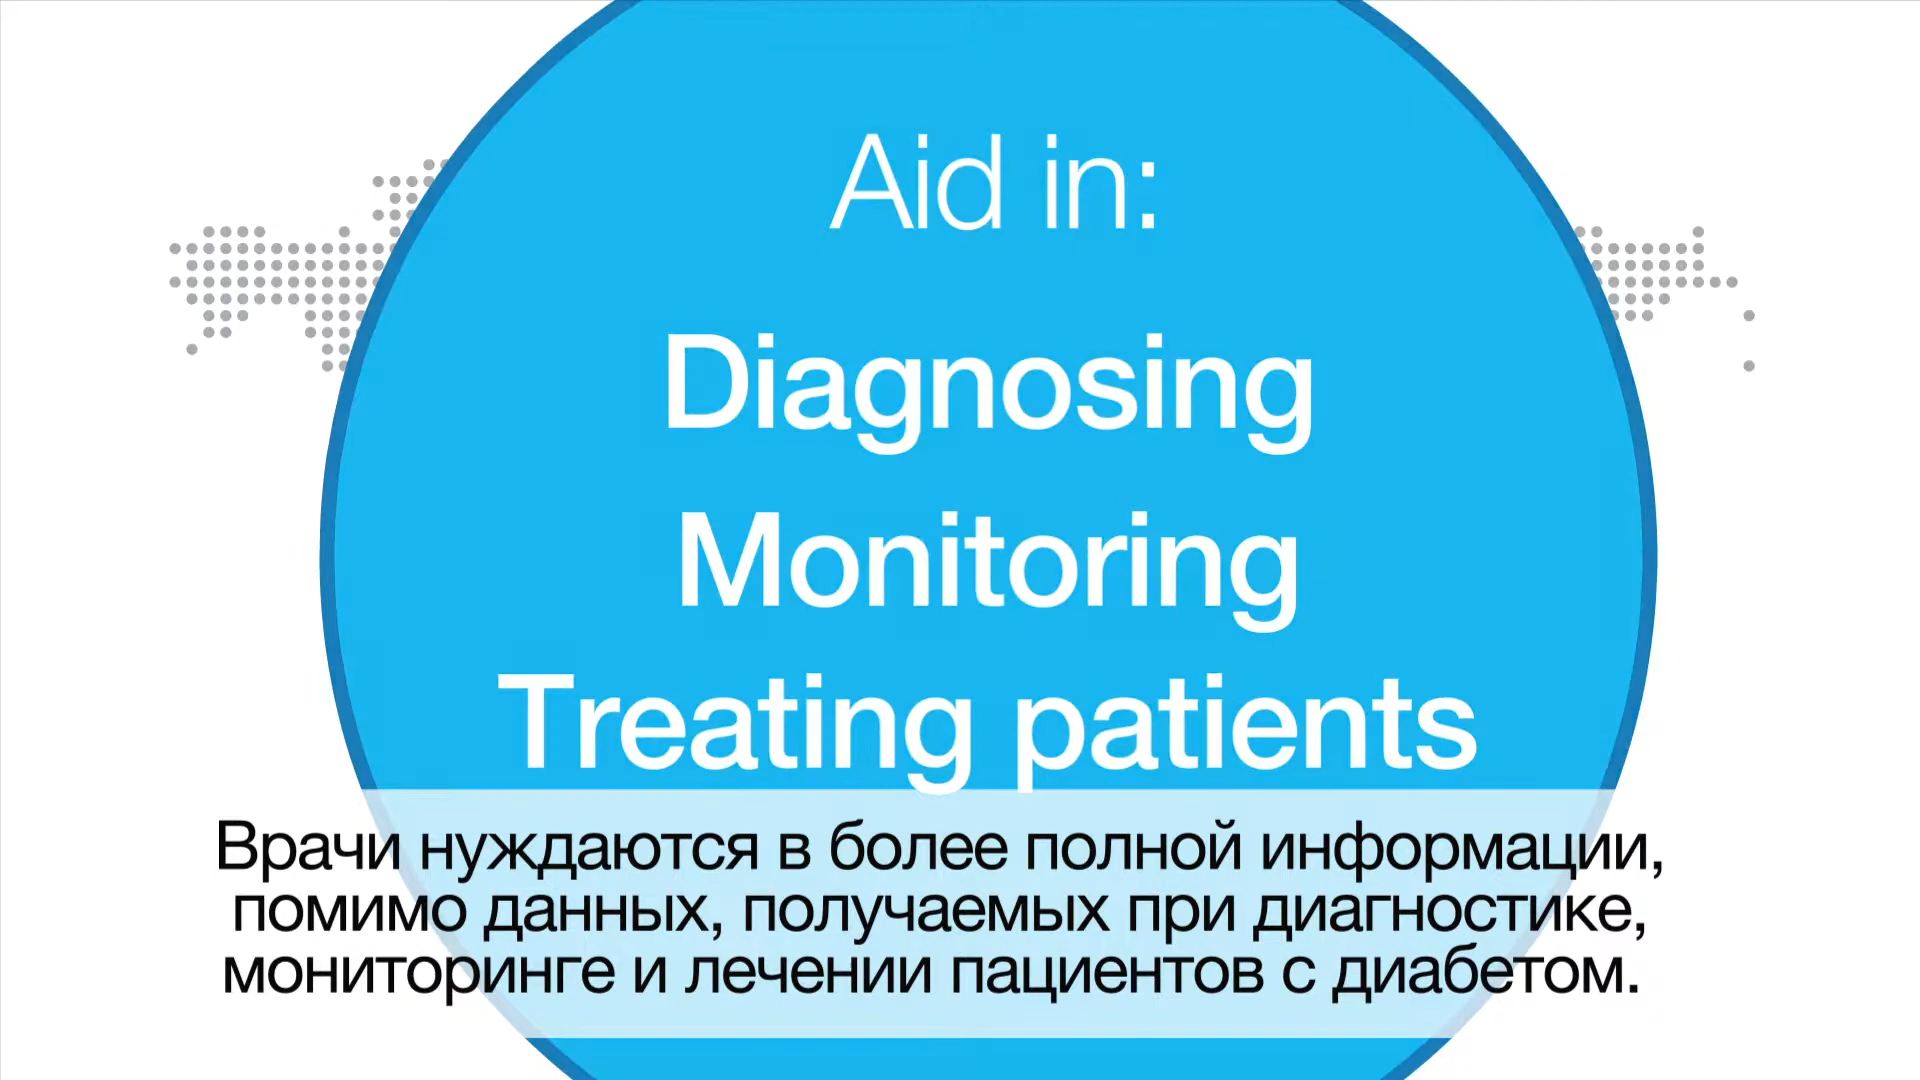 Aid in:
Diagnosing
Monitoring
Treating patients
Врачи нуждаются в более полной информации,
помимо данных, получаемых при диагностике,
мониторинге и лечении пациентов с диабетом.